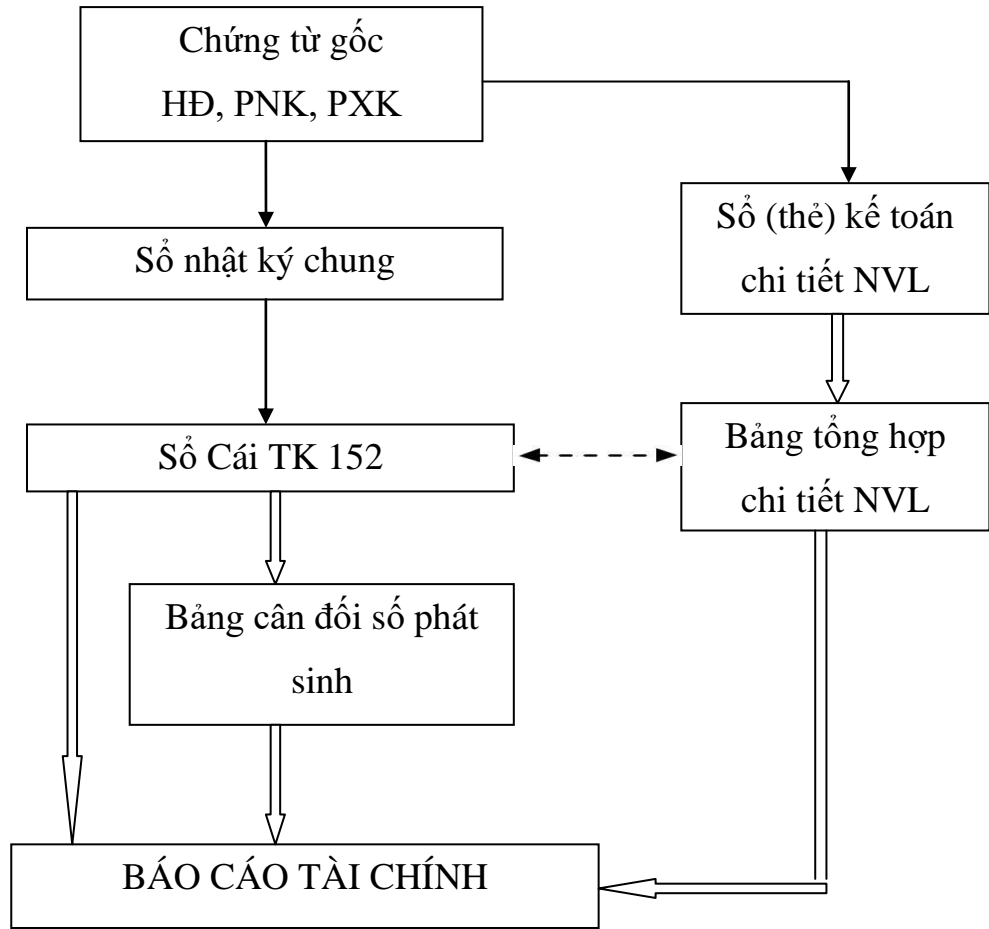 Chứng từ gốc
HĐ, PNK, PXK
Sổ (thẻ) kế toán
chi tiết NVL
Sổ nhật ký chung
Sổ Cái TK 152
Bảng tổng hợp
chi tiết NVL
Bảng cân đối số phát
sinh
BÁO CÁO TÀI CHÍNH